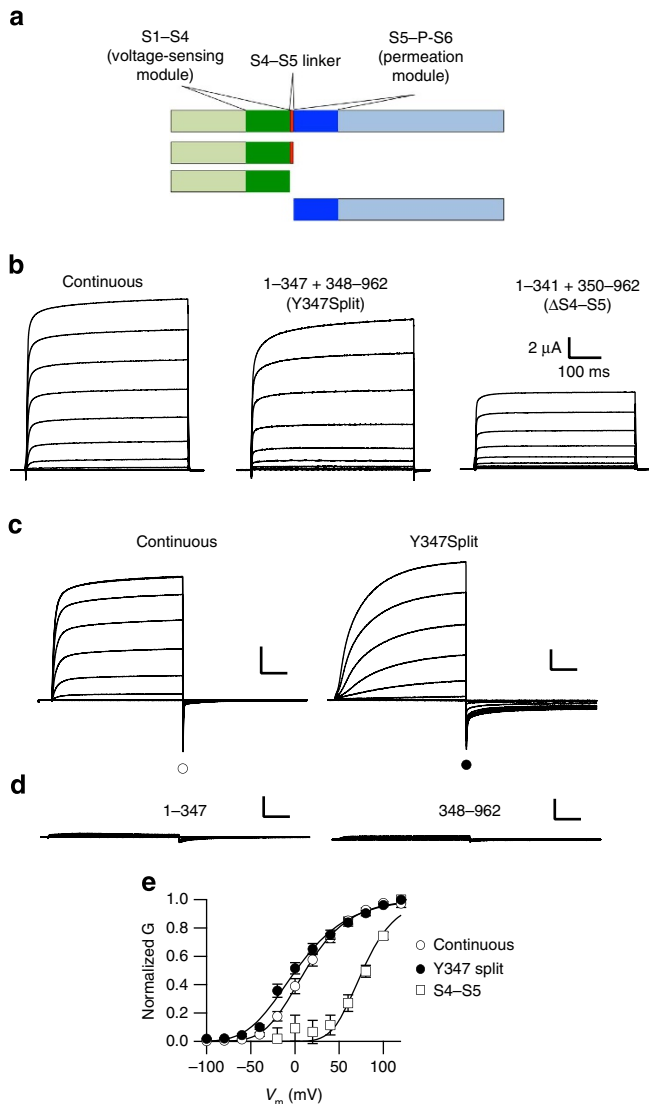 a
S1–S4
(voltage-sensing
module)
S4–S5 linker
S5–P-S6
(permeation
module)
b
Continuous
1–347 + 348–962
(Y347Split)
1–341 + 350–962
(ΔS4–S5)
2 μA
100 ms
c
Continuous
Y347Split
d
1–347
348–962
e
Normalized G
1.0
0.8
0.6
0.4
0.2
0.0
–100
–50
0
50
100
Vm (mV)
Continuous
Y347 split
S4–S5